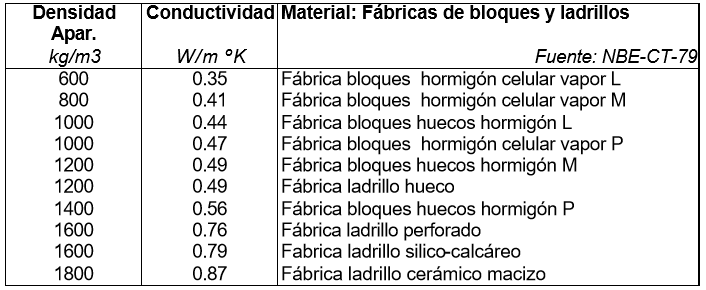 Densidad Apar. Conductividad Material: Fábricas de bloques y ladrillos
kg/m3 W/m ºK Fuente: NBE-CT-79
600 0.35 Fábrica bloques hormigón celular vapor L
800 0.41 Fábrica bloques hormigón celular vapor M
1000 0.44 Fábrica bloques huecos hormigón L
1000 0.47 Fábrica bloques hormigón celular vapor P
1200 0.49 Fábrica bloques huecos hormigón M
1200 0.49 Fábrica ladrillo hueco
1400 0.56 Fábrica bloques huecos hormigón P
1600 0.76 Fábrica ladrillo perforado
1600 0.79 Fabrica ladrillo silico-calcáreo
1800 0.87 Fábrica ladrillo cerámico macizo